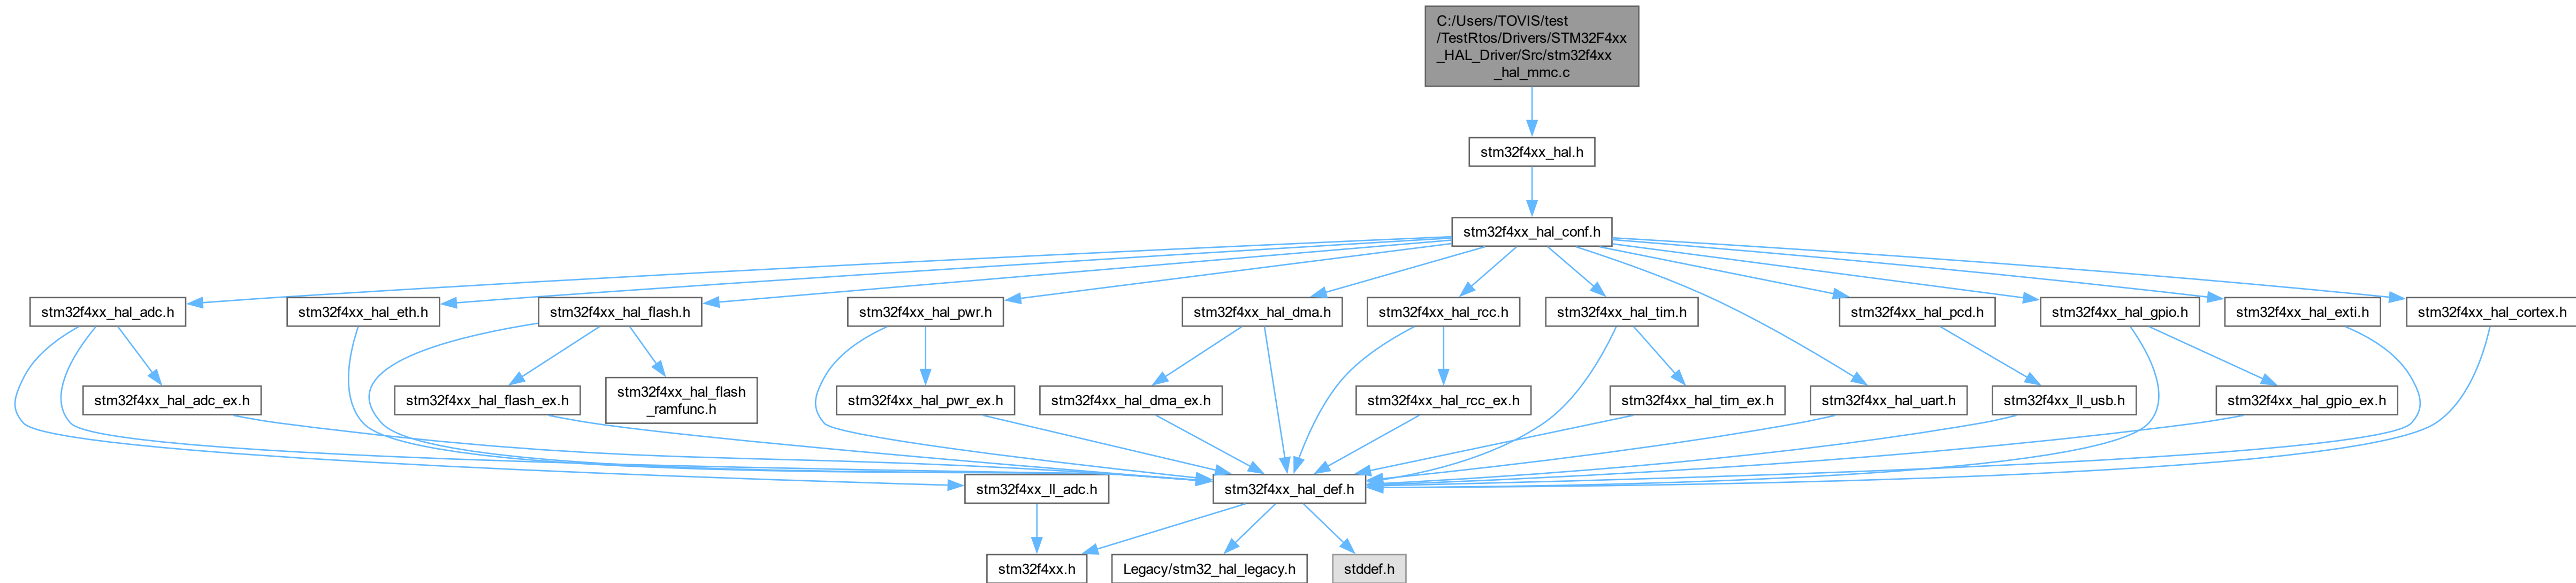 C:/Users/TOVIS/test
/TestRtos/Drivers/STM32F4xx
_HAL_Driver/Src/stm32f4xx
_hal_mmc.c
stm32f4xx_hal.h
stm32f4xx_hal_conf.h
stm32f4xx_hal_adc.h
stm32f4xx_hal_eth.h
stm32f4xx_hal_flash.h
stm32f4xx_hal_pwr.h
stm32f4xx_hal_dma.h
stm32f4xx_hal_rcc.h
stm32f4xx_hal_tim.h
stm32f4xx_hal_pcd.h
stm32f4xx_hal_gpio.h
stm32f4xx_hal_exti.h
stm32f4xx_hal_cortex.h
stm32f4xx_hal_adc_ex.h
stm32f4xx_hal_flash_ex.h
stm32f4xx_hal_flash
_ramfunc.h
stm32f4xx_hal_pwr_ex.h
stm32f4xx_hal_dma_ex.h
stm32f4xx_hal_rcc_ex.h
stm32f4xx_hal_tim_ex.h
stm32f4xx_hal_uart.h
stm32f4xx_ll_usb.h
stm32f4xx_hal_gpio_ex.h
stm32f4xx_ll_adc.h
stm32f4xx_hal_def.h
stm32f4xx.h
Legacy/stm32_hal_legacy.h
stddef.h